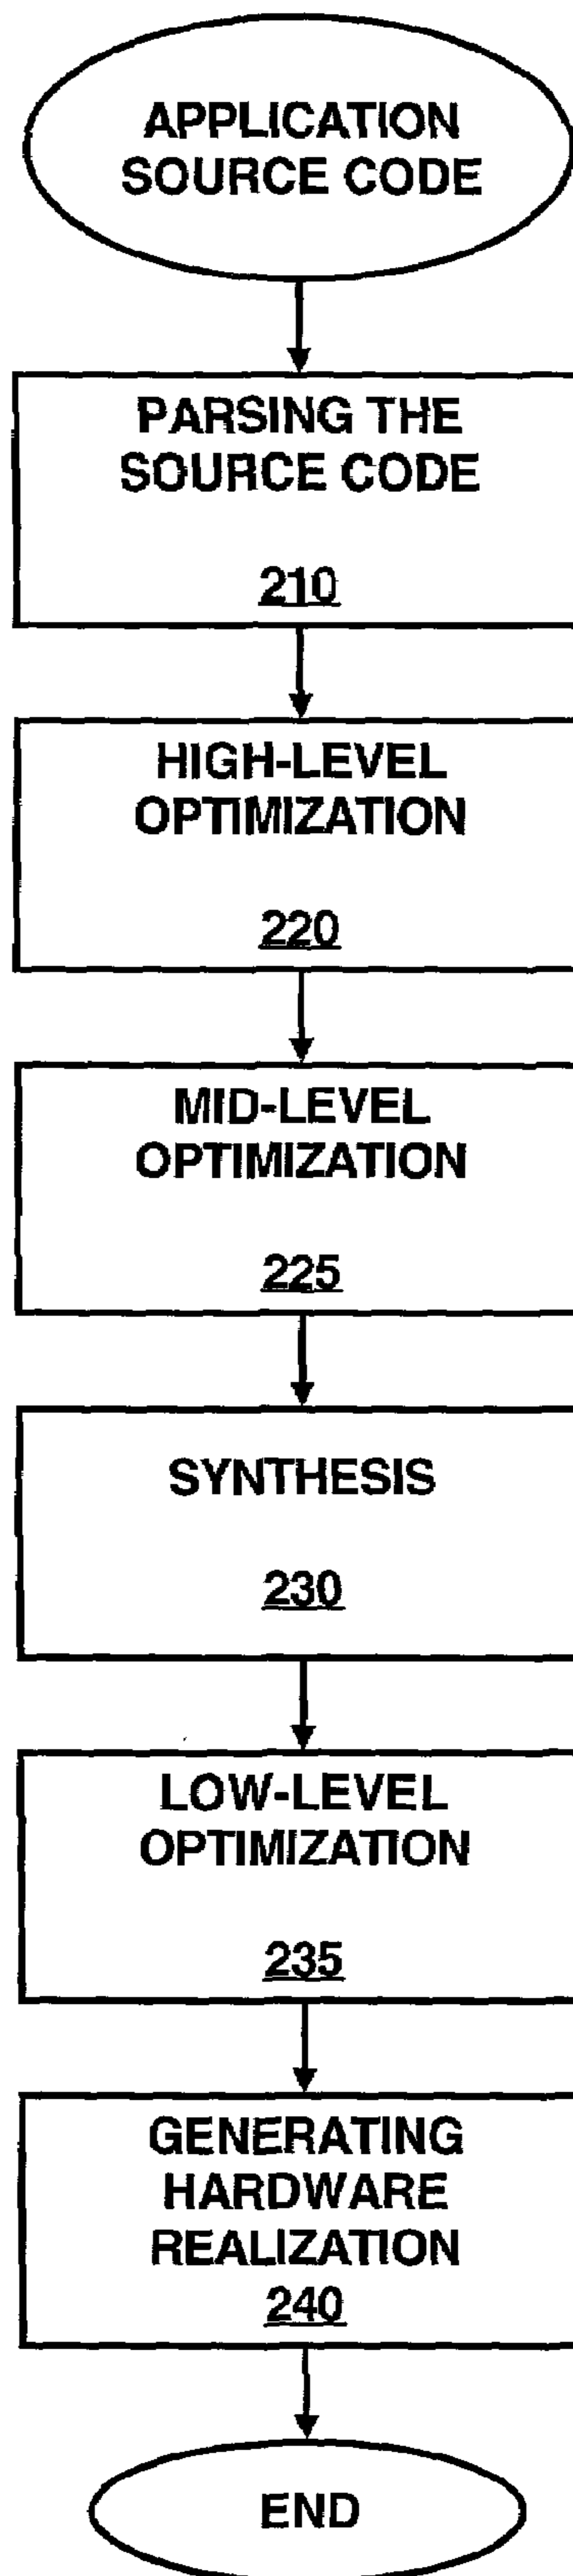 APPLICATION
SOURCE CODE
PARSING THE
SOURCE CODE
210
HIGH-LEVEL
OPTIMIZATION
220
MID-LEVEL
OPTIMIZATION
225
SYNTHESIS
230
LOW-LEVEL
OPTIMIZATION
235
GENERATING
HARDWARE
REALIZATION
240
END